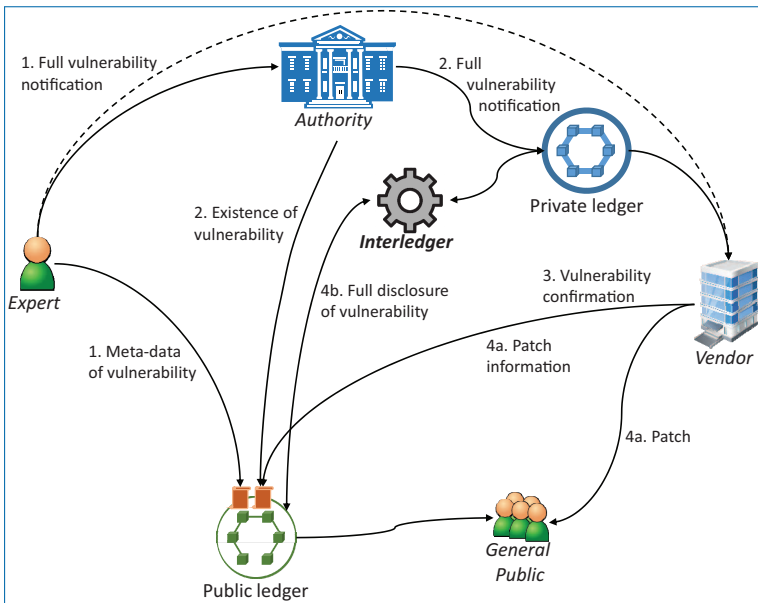 1. Full vulnerability
notification
Authority
2. Full
vulnerability
notification
Private ledger
2. Existence of
vulnerability
Interledger
Expert
4b. Full disclosure
of vulnerability
3. Vulnerability
confirmation
Vendor
1. Meta-data
of vulnerability
4a. Patch
information
4a. Patch
General
Public
Public ledger